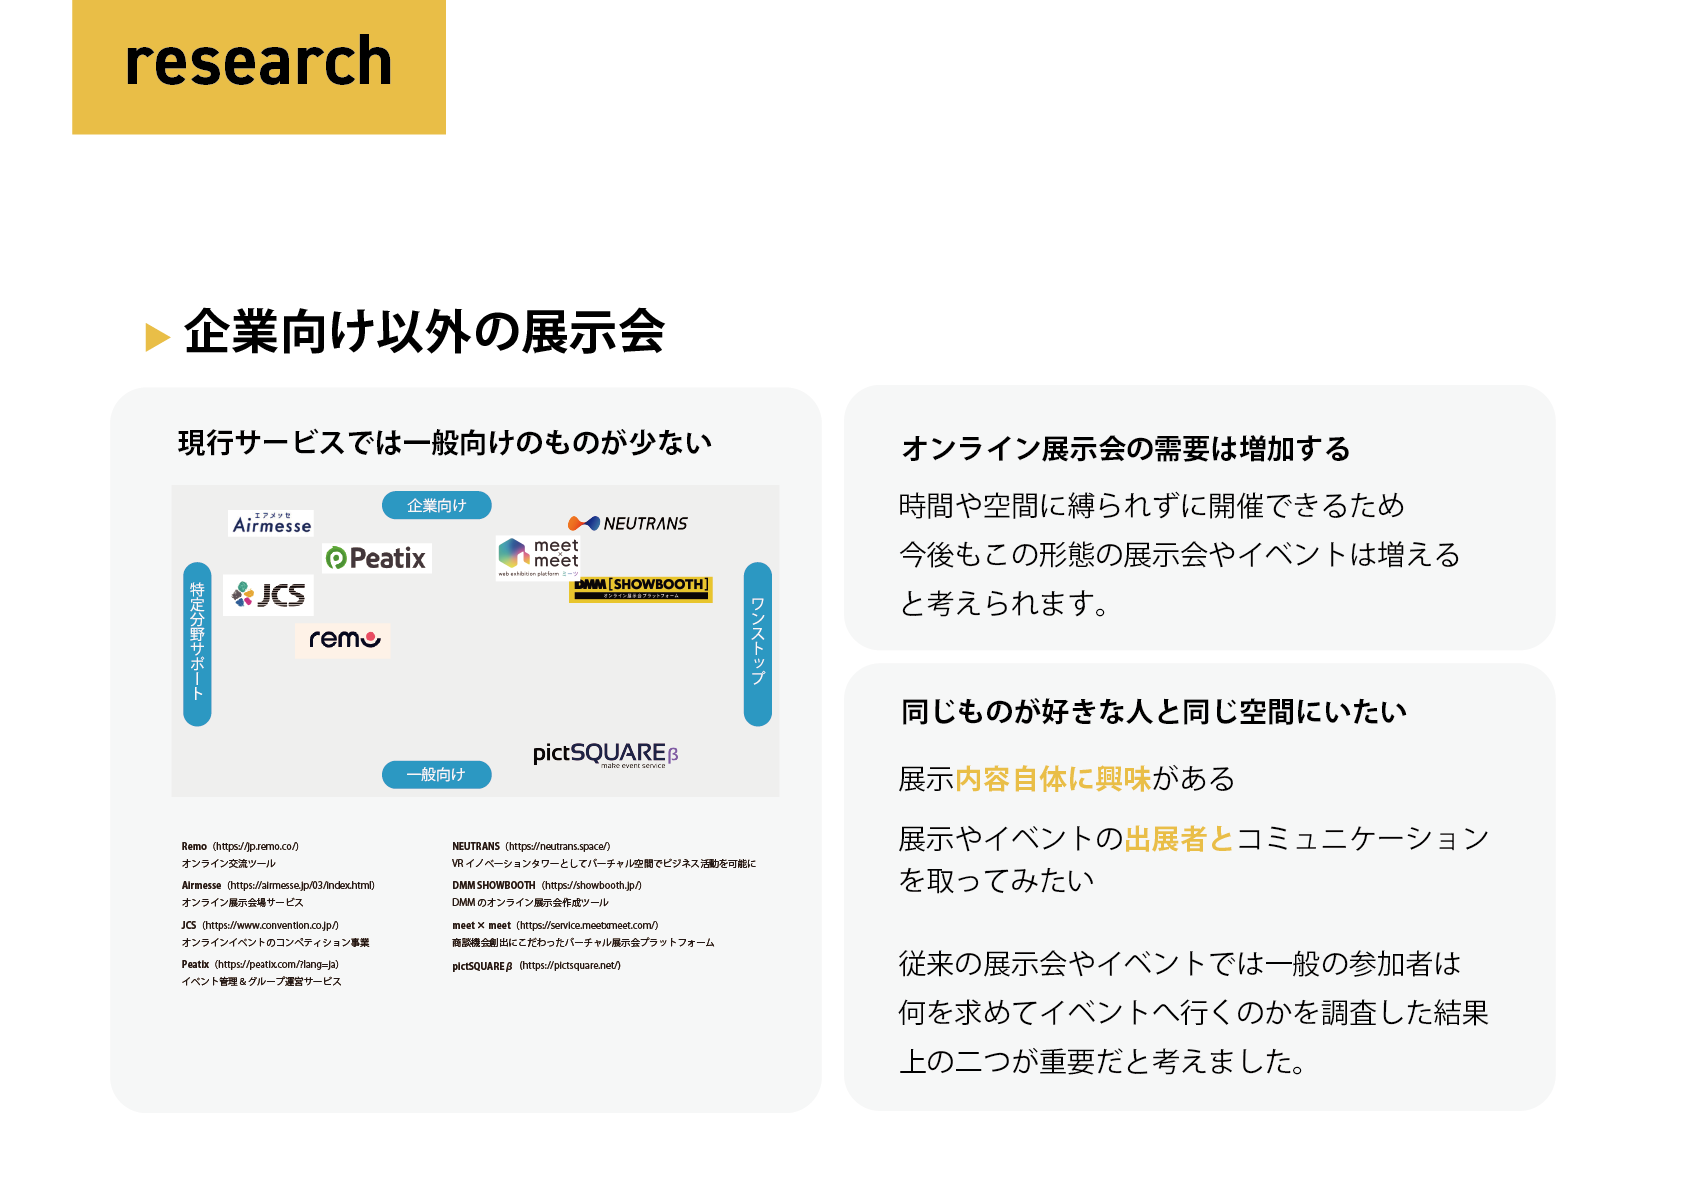 research
企業向け以外の展示会
現行サービスでは一般向けのものが少ない
企業向け
エアメッセ
Airmesse
NEUTRANS
Peatix
meet
×
meet
web exhibition platform ミーツ
JCS
DMM[SHOWBOOTH]
オンライン展示会プラットフォーム
remo
特定分野サポート
ワンストップ
pictSQUAREβ
make event service
一般向け
Remo（https://jp.remo.co/）
オンライン交流ツール
Airmesse（https://airmesse.jp/03/index.html）
オンライン展示会場サービス
JCS（https://www.convention.co.jp/）
オンラインイベントのコンペティション事業
Peatix（https://peatix.com/?lang=ja）
イベント管理 & グループ運営サービス
NEUTRANS（https://neutrans.space/）
VR イノベーションタワーとしてバーチャル空間でビジネス活動を可能に
DMM SHOWBOOTH（https://showbooth.jp/）
DMM のオンライン展示会作成ツール
meet × meet（https://service.meetxmeet.com/）
商談機会創出にこだわったバーチャル展示会プラットフォーム
pictSQUARE β（https://pictsquare.net/）
オンライン展示会の需要は増加する
時間や空間に縛られずに開催できるため
今後もこの形態の展示会やイベントは増える
と考えられます。
同じものが好きな人と同じ空間にいたい
展示内容自体に興味がある
展示やイベントの出展者とコミュニケーション
を取ってみたい
従来の展示会やイベントでは一般の参加者は
何を求めてイベントへ行くのかを調査した結果
上の二つが重要だと考えました。